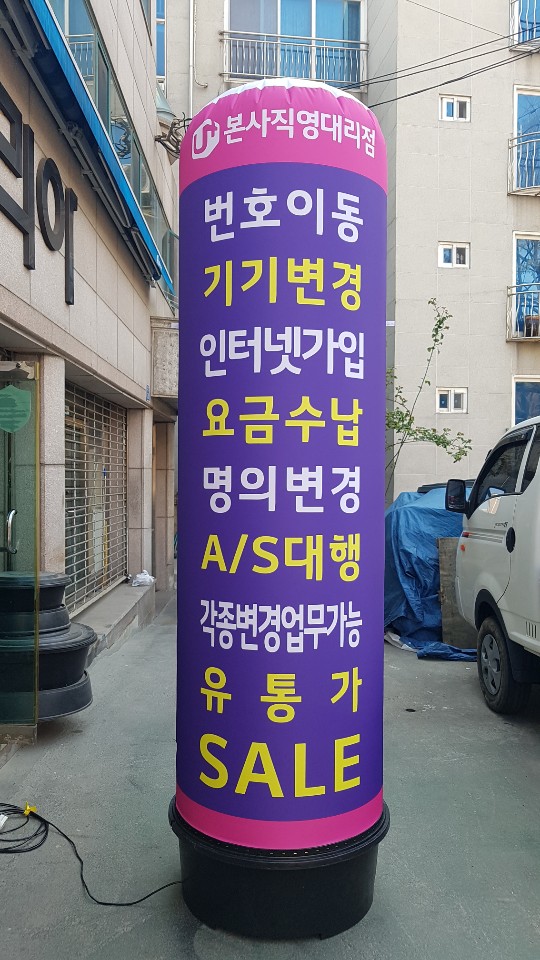 U+ 본사직영대리점
번호이동
기기변경
인터넷가입
요금수납
명의변경
A/S대행
각종변경업무가능
유통가
SALE